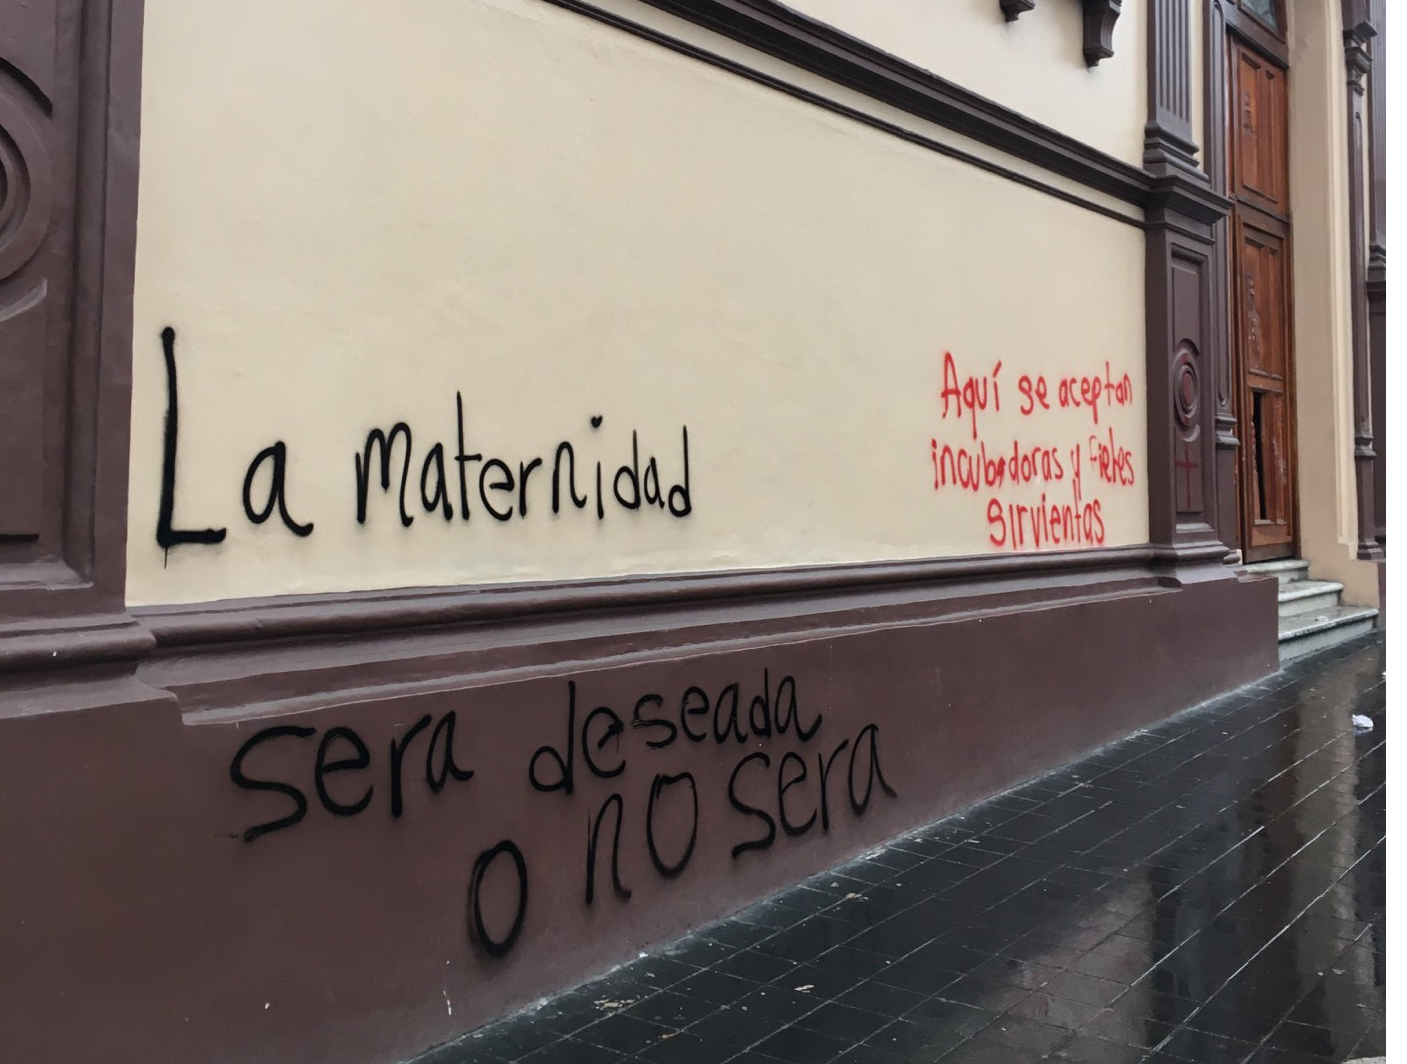 La maternidad
sera deseada
o no sera
Aquí se aceptan
incubadoras y fieles
sirvientas